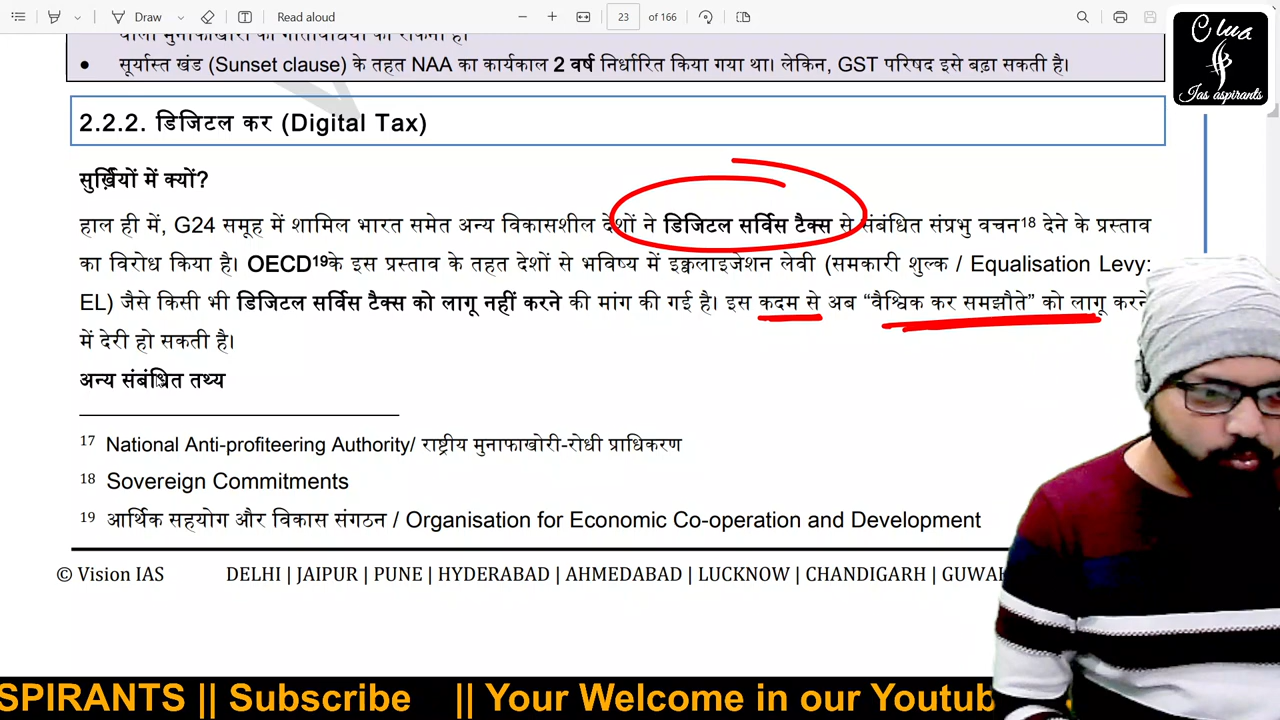 Draw
Read aloud
23
of 166
Clua
Ias aspirants
वाली मुनाफाखोरी की गतिविधियों को रोकना है।
सूर्यास्त खंड (Sunset clause) के तहत NAA का कार्यकाल 2 वर्ष निर्धारित किया गया था। लेकिन, GST परिषद इसे बढ़ा सकती है।
2.2.2. डिजिटल कर (Digital Tax)
सुर्ख़ियों में क्यों?
हाल ही में, G24 समूह में शामिल भारत समेत अन्य विकासशील देशों ने डिजिटल सर्विस टैक्स से संबंधित संप्रभु वचन18 देने के प्रस्ताव
का विरोध किया है। OECD19के इस प्रस्ताव के तहत देशों से भविष्य में इक्वलाइजेशन लेवी (समकारी शुल्क / Equalisation Levy:
EL) जैसे किसी भी डिजिटल सर्विस टैक्स को लागू नहीं करने की मांग की गई है। इस कदम से अब “वैश्विक कर समझौते” को लागू करने
में देरी हो सकती है।
अन्य संबंधित तथ्य
17 National Anti-profiteering Authority/ राष्ट्रीय मुनाफाखोरी-रोधी प्राधिकरण
18 Sovereign Commitments
19 आर्थिक सहयोग और विकास संगठन / Organisation for Economic Co-operation and Development
© Vision IAS
DELHI | JAIPUR | PUNE | HYDERABAD | AHMEDABAD | LUCKNOW | CHANDIGARH | GUWAH
SPIRANTS || Subscribe || Your Welcome in our Youtub